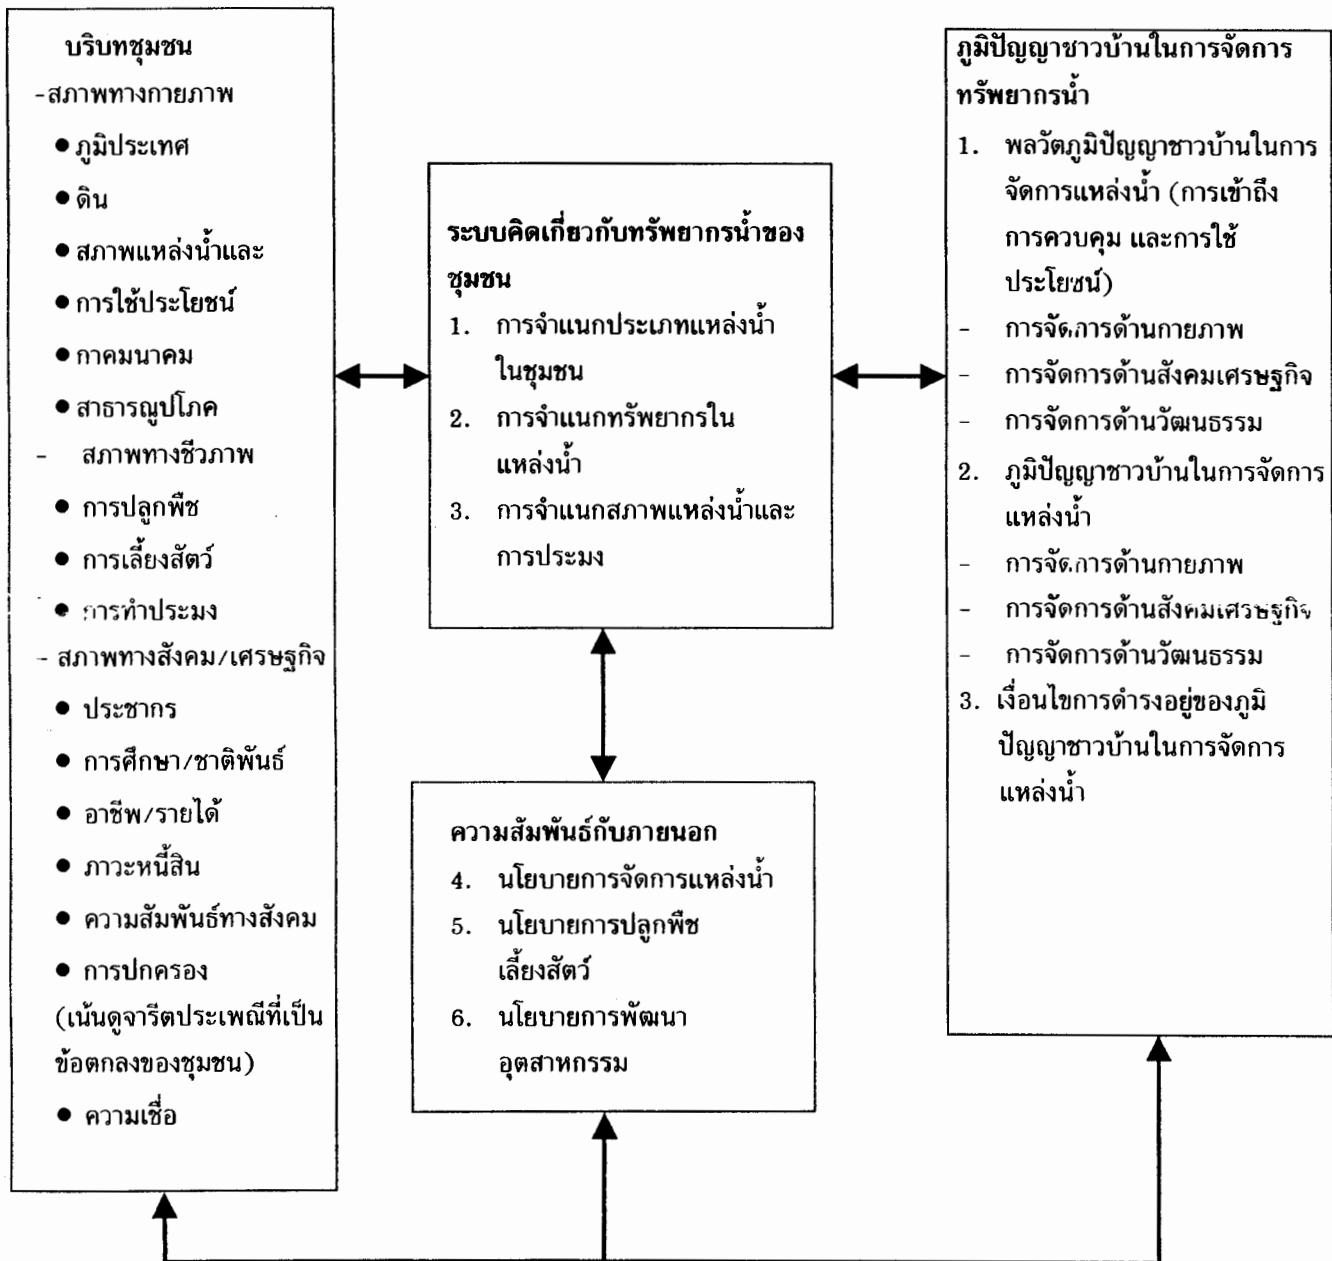 บริบทชุมชน
-สภาพทางกายภาพ
● ภูมิประเทศ
● ดิน
● สภาพแหล่งน้ำและ
● การใช้ประโยชน์
● กาคมนาคม
● สาธารณูปโภค
- สภาพทางชีวภาพ
● การปลูกพืช
● การเลี้ยงสัตว์
● การทำประมง
- สภาพทางสังคม/เศรษฐกิจ
● ประชากร
● การศึกษา/ชาติพันธ์
● อาชีพ/รายได้
● ภาวะหนี้สิน
● ความสัมพันธ์ทางสังคม
● การปกครอง
(เน้นดูจารีตประเพณีที่เป็น
ข้อตกลงของชุมชน)
● ความเชื่อ
ระบบคิดเกี่ยวกับทรัพยากรน้ำของ
ชุมชน
1. การจำแนกประเภทแหล่งน้ำ
ในชุมชน
2. การจำแนกทรัพยากรใน
แหล่งน้ำ
3. การจำแนกสภาพแหล่งน้ำและ
การประมง
ความสัมพันธ์กับภายนอก
4. นโยบายการจัดการแหล่งน้ำ
5. นโยบายการปลูกพืช
เลี้ยงสัตว์
6. นโยบายการพัฒนา
อุตสาหกรรม
ภูมิปัญญาชาวบ้านในการจัดการ
ทรัพยากรน้ำ
1. พลวัตภูมิปัญญาชาวบ้านในการ
จัดการแหล่งน้ำ (การเข้าถึง
การควบคุม และการใช้
ประโยชน์)
- การจัดการด้านกายภาพ
- การจัดการด้านสังคมเศรษฐกิจ
- การจัดการด้านวัฒนธรรม
2. ภูมิปัญญาชาวบ้านในการจัดการ
แหล่งน้ำ
- การจัดการด้านกายภาพ
- การจัดการด้านสังคมเศรษฐกิจ
- การจัดการด้านวัฒนธรรม
3. เงื่อนไขการดำรงอยู่ของภูมิ
ปัญญาชาวบ้านในการจัดการ
แหล่งน้ำ